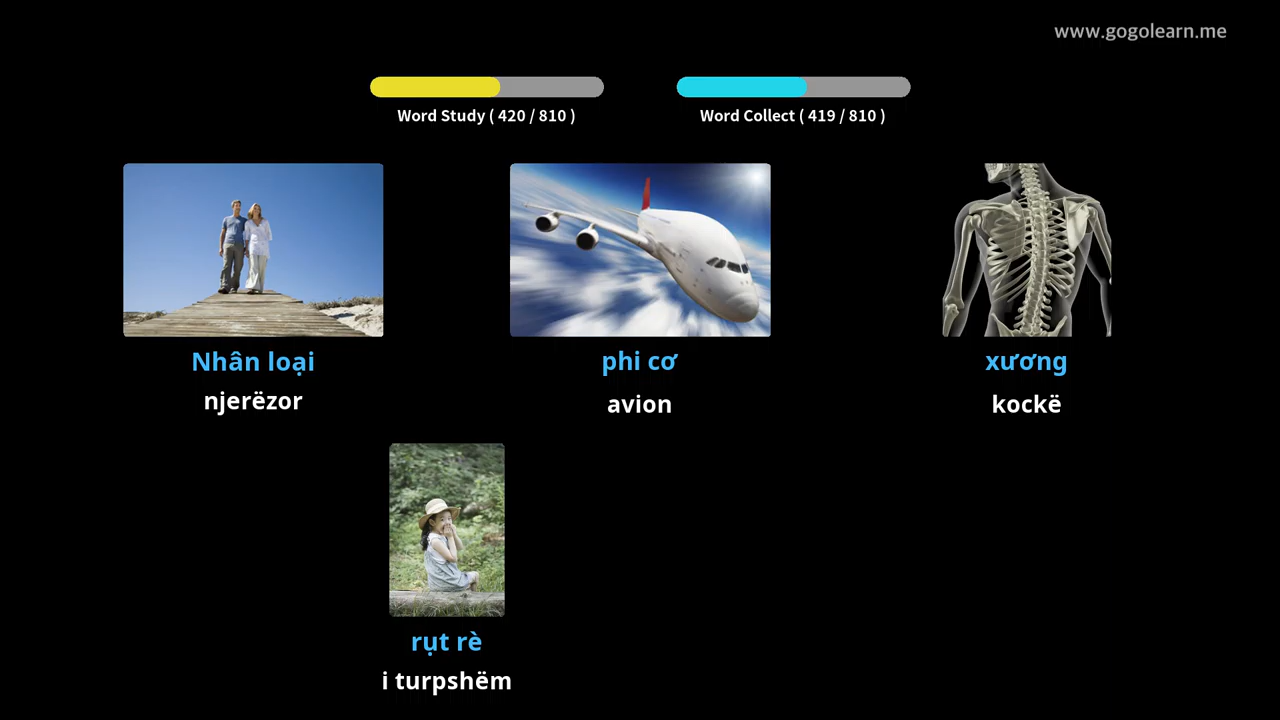 www.gogolearn.me
Word Study ( 420 / 810 )
Word Collect ( 419 / 810 )
Nhân loại
njerëzor
phi cơ
avion
xương
kockë
rụt rè
i turpshëm